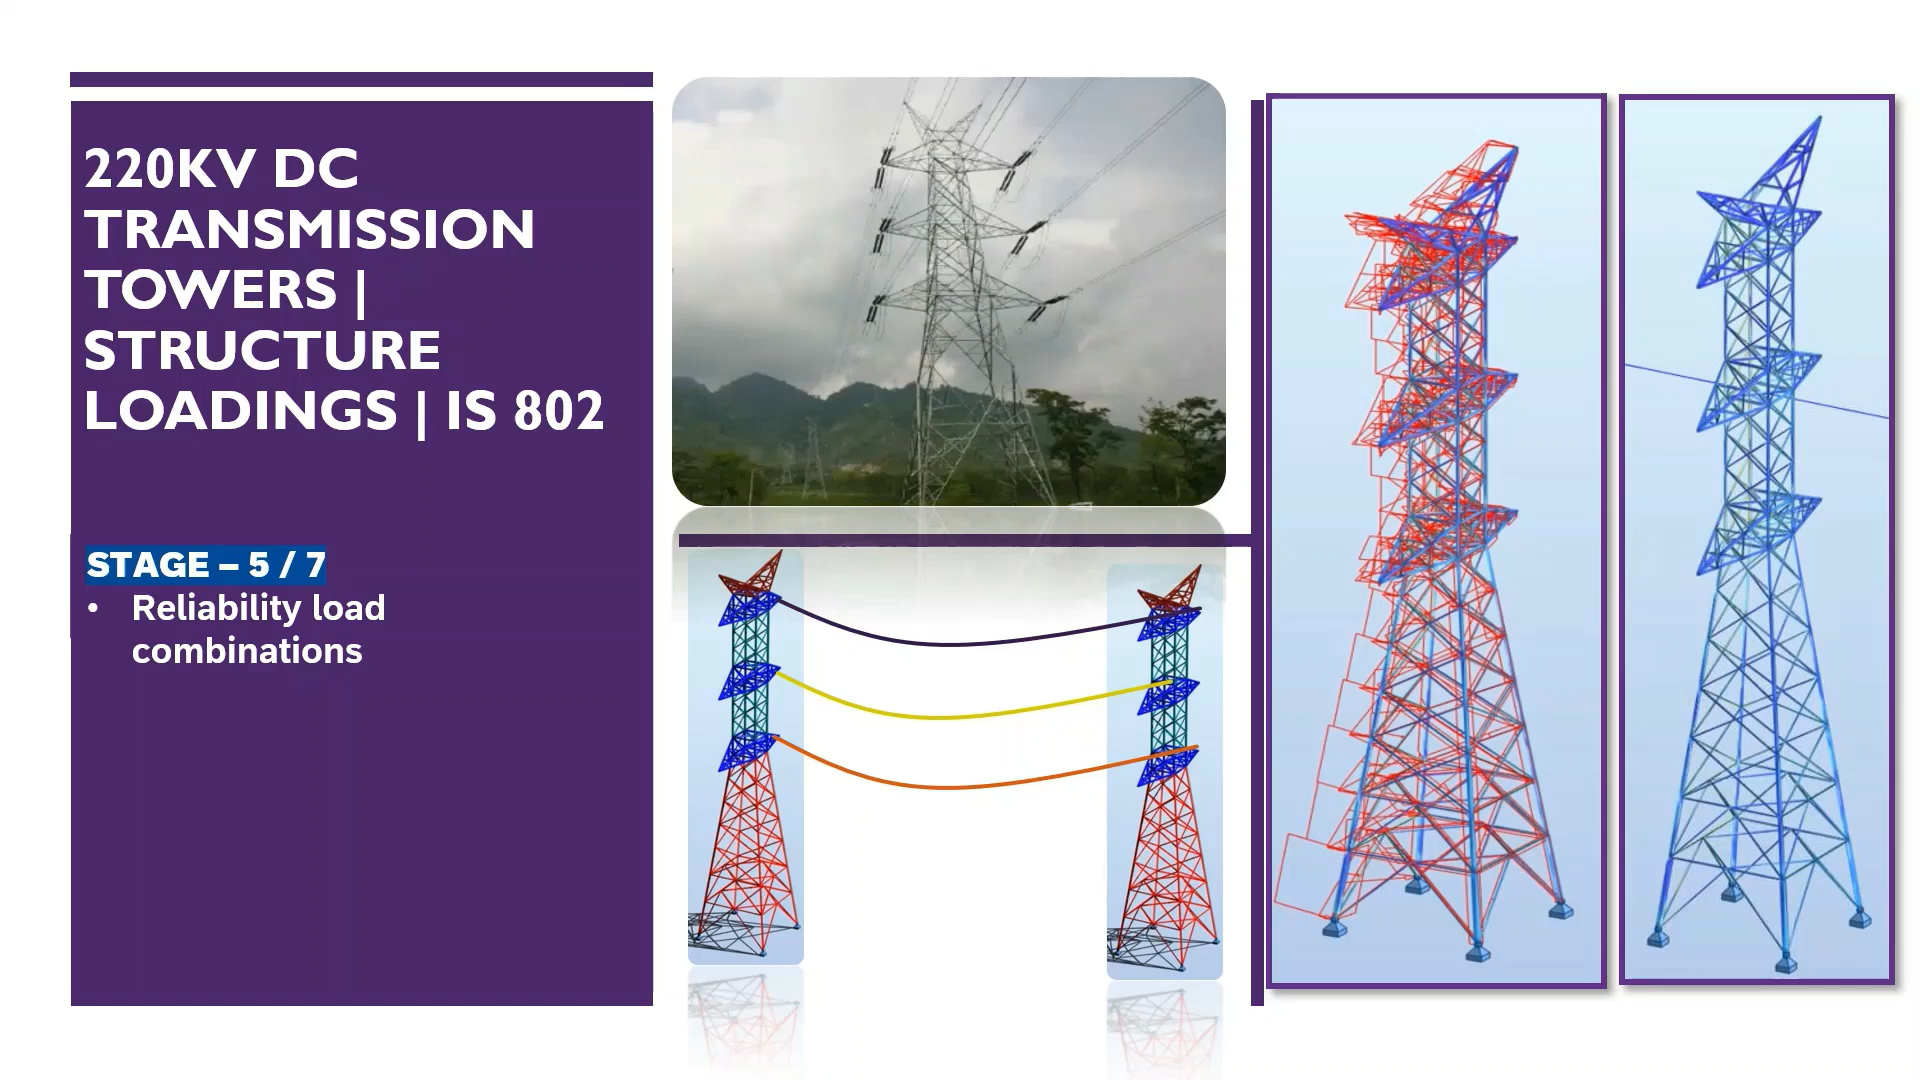 220KV DC
TRANSMISSION
TOWERS |
STRUCTURE
LOADINGS | IS 802
STAGE – 5 / 7
• Reliability load
combinations